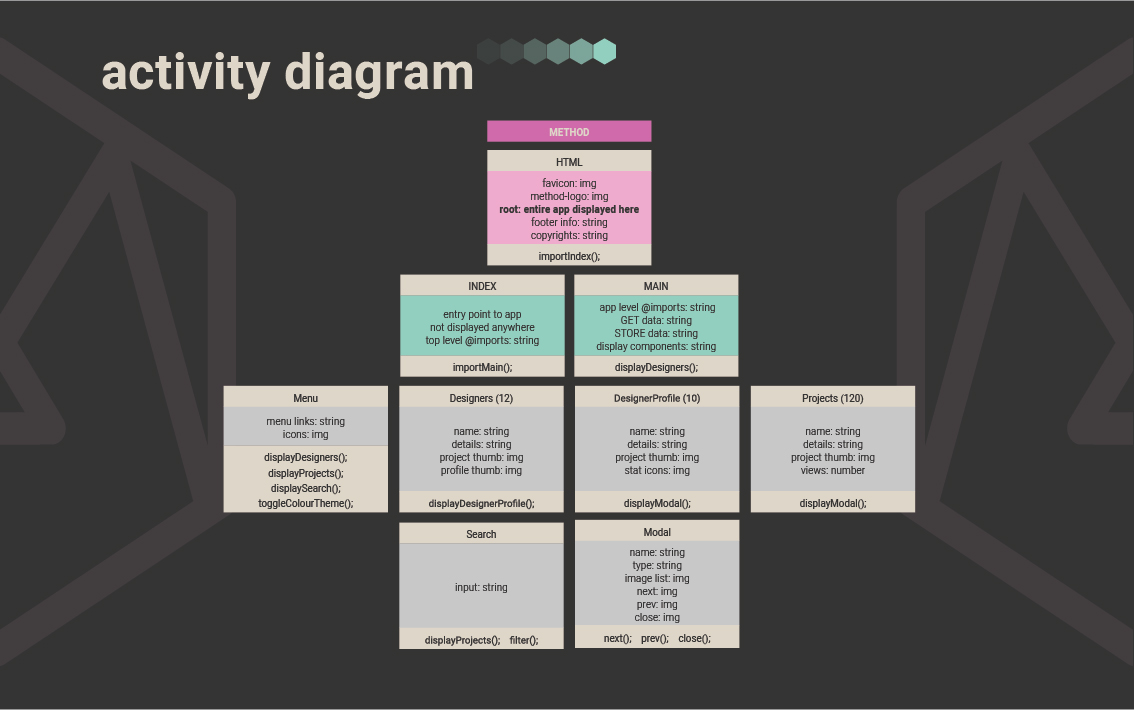 activity diagram
METHOD
HTML
favicon: img
method-logo: img
root: entire app displayed here
footer info: string
copyrights: string
importIndex();
INDEX
entry point to app
not displayed anywhere
top level @imports: string
importMain();
MAIN
app level @imports: string
GET data: string
STORE data: string
display components: string
displayDesigners();
Menu
menu links: string
icons: img
displayDesigners();
displayProjects();
displaySearch();
toggleColourTheme();
Designers (12)
name: string
details: string
project thumb: img
profile thumb: img
displayDesignerProfile();
DesignerProfile (10)
name: string
details: string
project thumb: img
stat icons: img
displayModal();
Projects (120)
name: string
details: string
project thumb: img
views: number
displayModal();
Search
input: string
displayProjects(); filter();
Modal
name: string
type: string
image list: img
next: img
prev: img
close: img
next(); prev(); close();